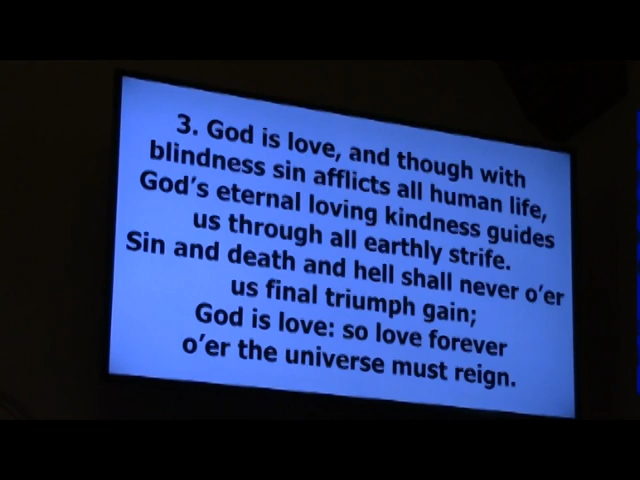 3. God is love, and though with
blindness sin afflicts all human life,
God's eternal loving kindness guides
us through all earthly strife.
Sin and death and hell shall never o'er
us final triumph gain;
God is love: so love forever
o'er the universe must reign.